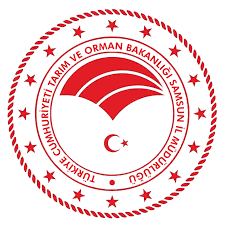 TÜRKİYE CUMHURİYETİ TARIM VE ORMAN BAKANLIĞI SAMSUN İL MÜDÜRLÜĞÜ